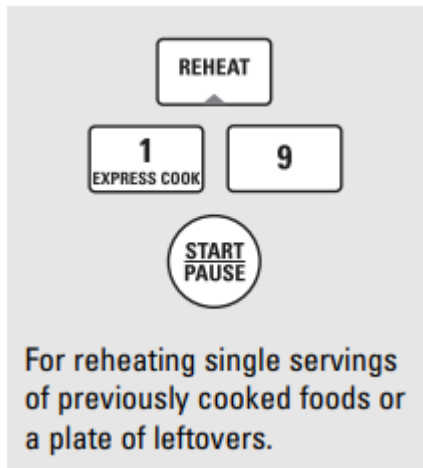 REHEAT
1 9
EXPRESS COOK
START
PAUSE
For reheating single servings
of previously cooked foods or
a plate of leftovers.